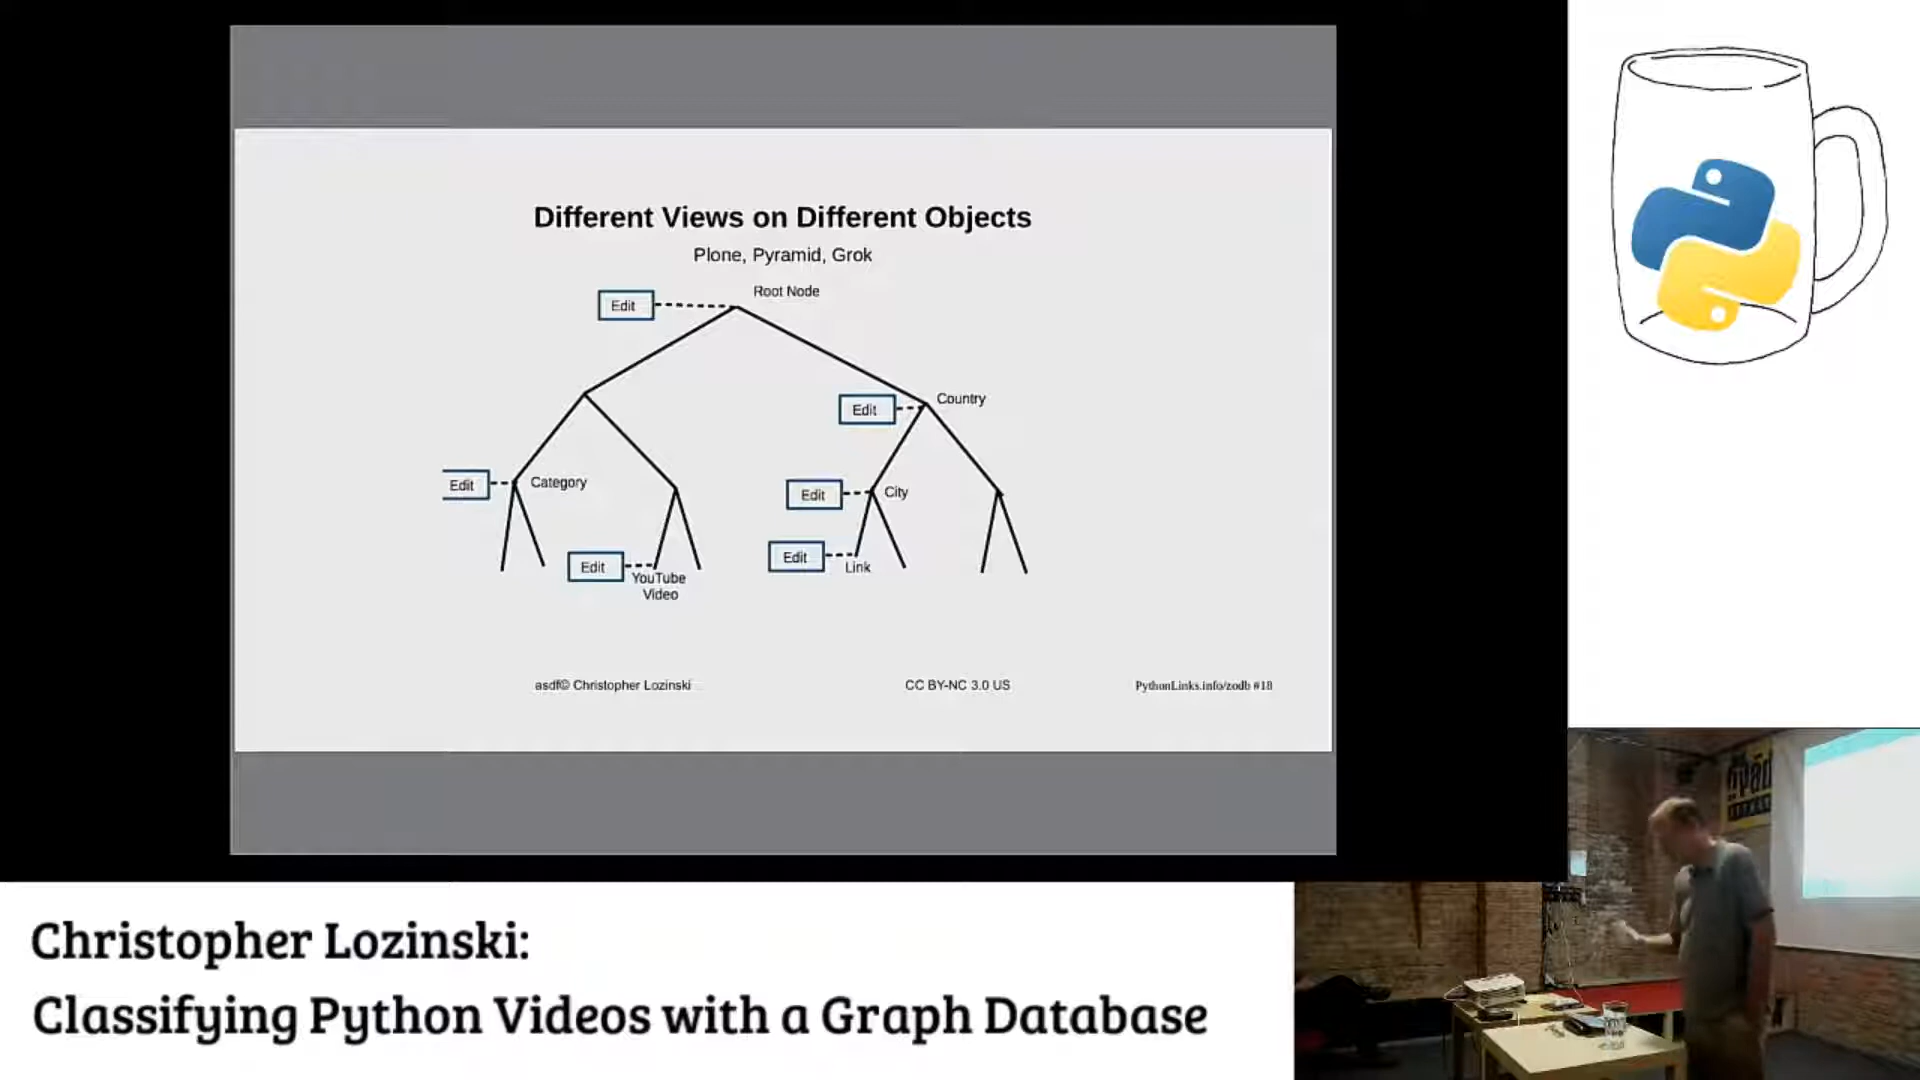 Different Views on Different Objects
Plone, Pyramid, Grok
Root Node
Edit
Country
Edit
Edit
Category
Edit
City
Edit
Link
Edit
YouTube
Video
asdf© Christopher Lozinski
CC BY-NC 3.0 US
PythonLinks.info/zodb #18
Christopher Lozinski:
Classifying Python Videos with a Graph Database